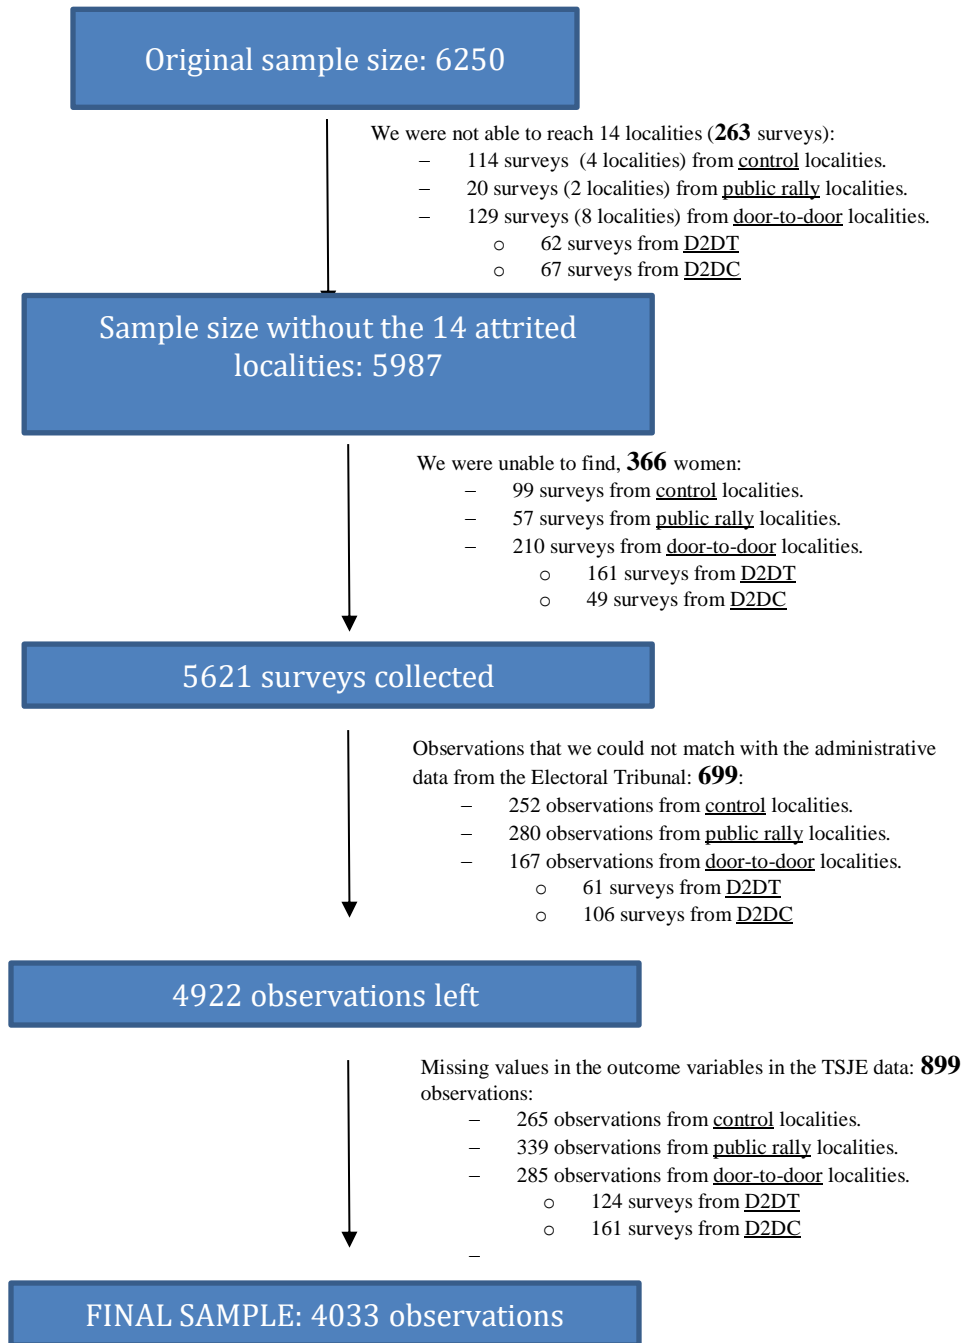 Original sample size: 6250
We were not able to reach 14 localities (263 surveys):
– 114 surveys (4 localities) from control localities.
– 20 surveys (2 localities) from public rally localities.
– 129 surveys (8 localities) from door-to-door localities.
o 62 surveys from D2DT
o 67 surveys from D2DC
Sample size without the 14 attrited
localities: 5987
We were unable to find, 366 women:
– 99 surveys from control localities.
– 57 surveys from public rally localities.
– 210 surveys from door-to-door localities.
o 161 surveys from D2DT
o 49 surveys from D2DC
5621 surveys collected
Observations that we could not match with the administrative
data from the Electoral Tribunal: 699:
– 252 observations from control localities.
– 280 observations from public rally localities.
– 167 observations from door-to-door localities.
o 61 surveys from D2DT
o 106 surveys from D2DC
4922 observations left
Missing values in the outcome variables in the TSJE data: 899
observations:
– 265 observations from control localities.
– 339 observations from public rally localities.
– 285 observations from door-to-door localities.
o 124 surveys from D2DT
o 161 surveys from D2DC
–
FINAL SAMPLE: 4033 observations